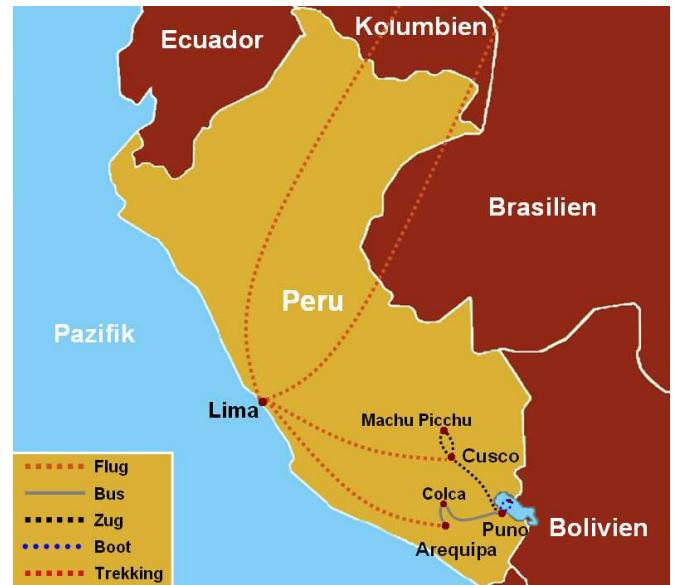 Ecuador
Kolumbien
Brasilien
Peru
Pazifik
Lima
Machu Picchu
Cusco
Colca
Puno
Arequipa
Bolivien
Flug
Bus
Zug
Boot
Trekking